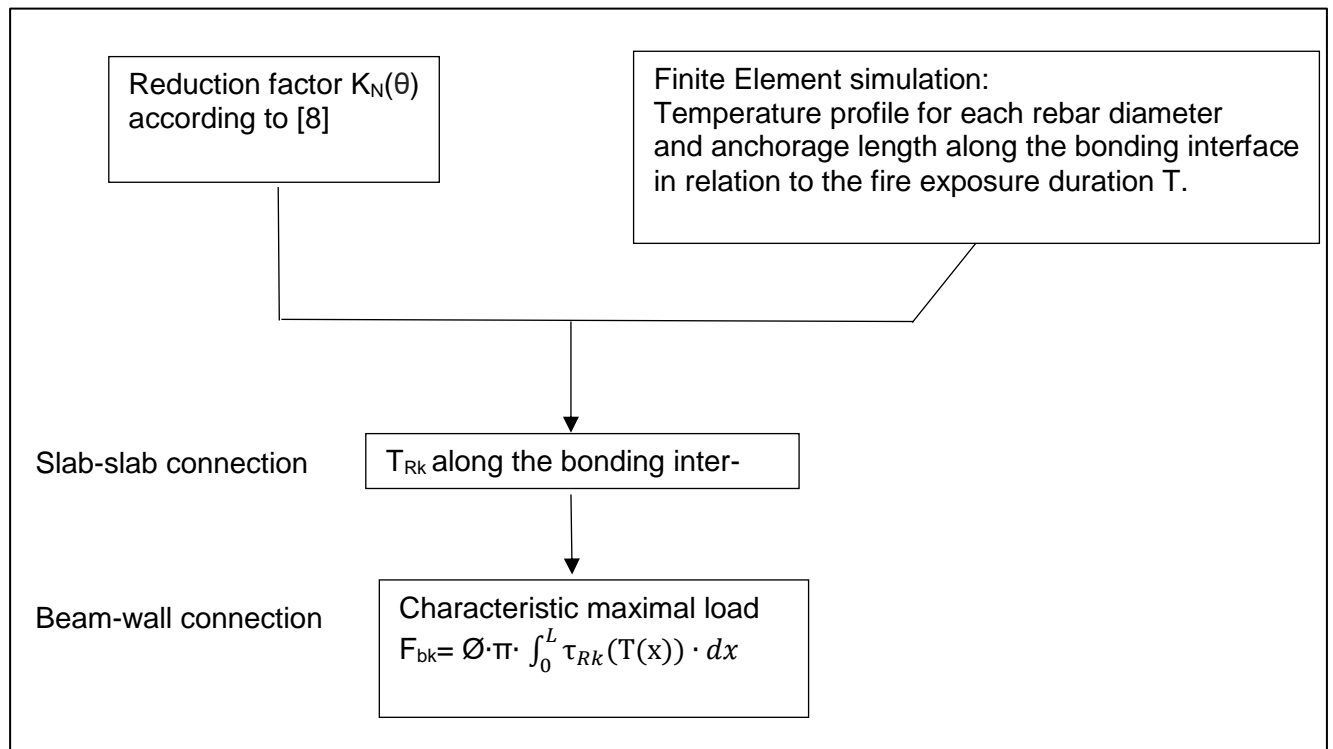 Reduction factor K_N(θ)
according to [8]
Finite Element simulation:
Temperature profile for each rebar diameter
and anchorage length along the bonding interface
in relation to the fire exposure duration T.
Slab-slab connection
T_Rk along the bonding inter-
Beam-wall connection
Characteristic maximal load
F_bk= Ø·π· ∫_0^L τ_Rk(T(x)) · dx